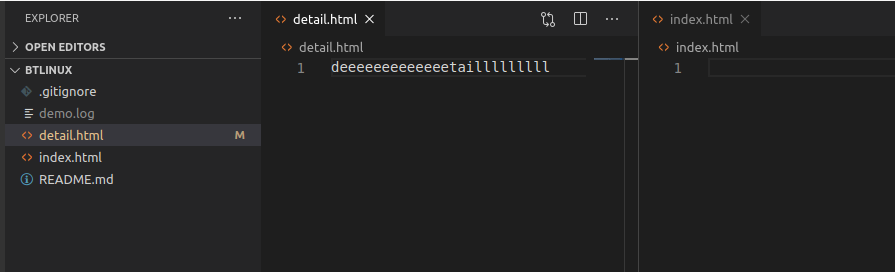 EXPLORER
OPEN EDITORS
BTLINUX
.gitignore
demo.log
detail.html M
index.html
README.md
detail.html
detail.html
1 deeeeeeeeeeeeetailllllllll
index.html
index.html
1